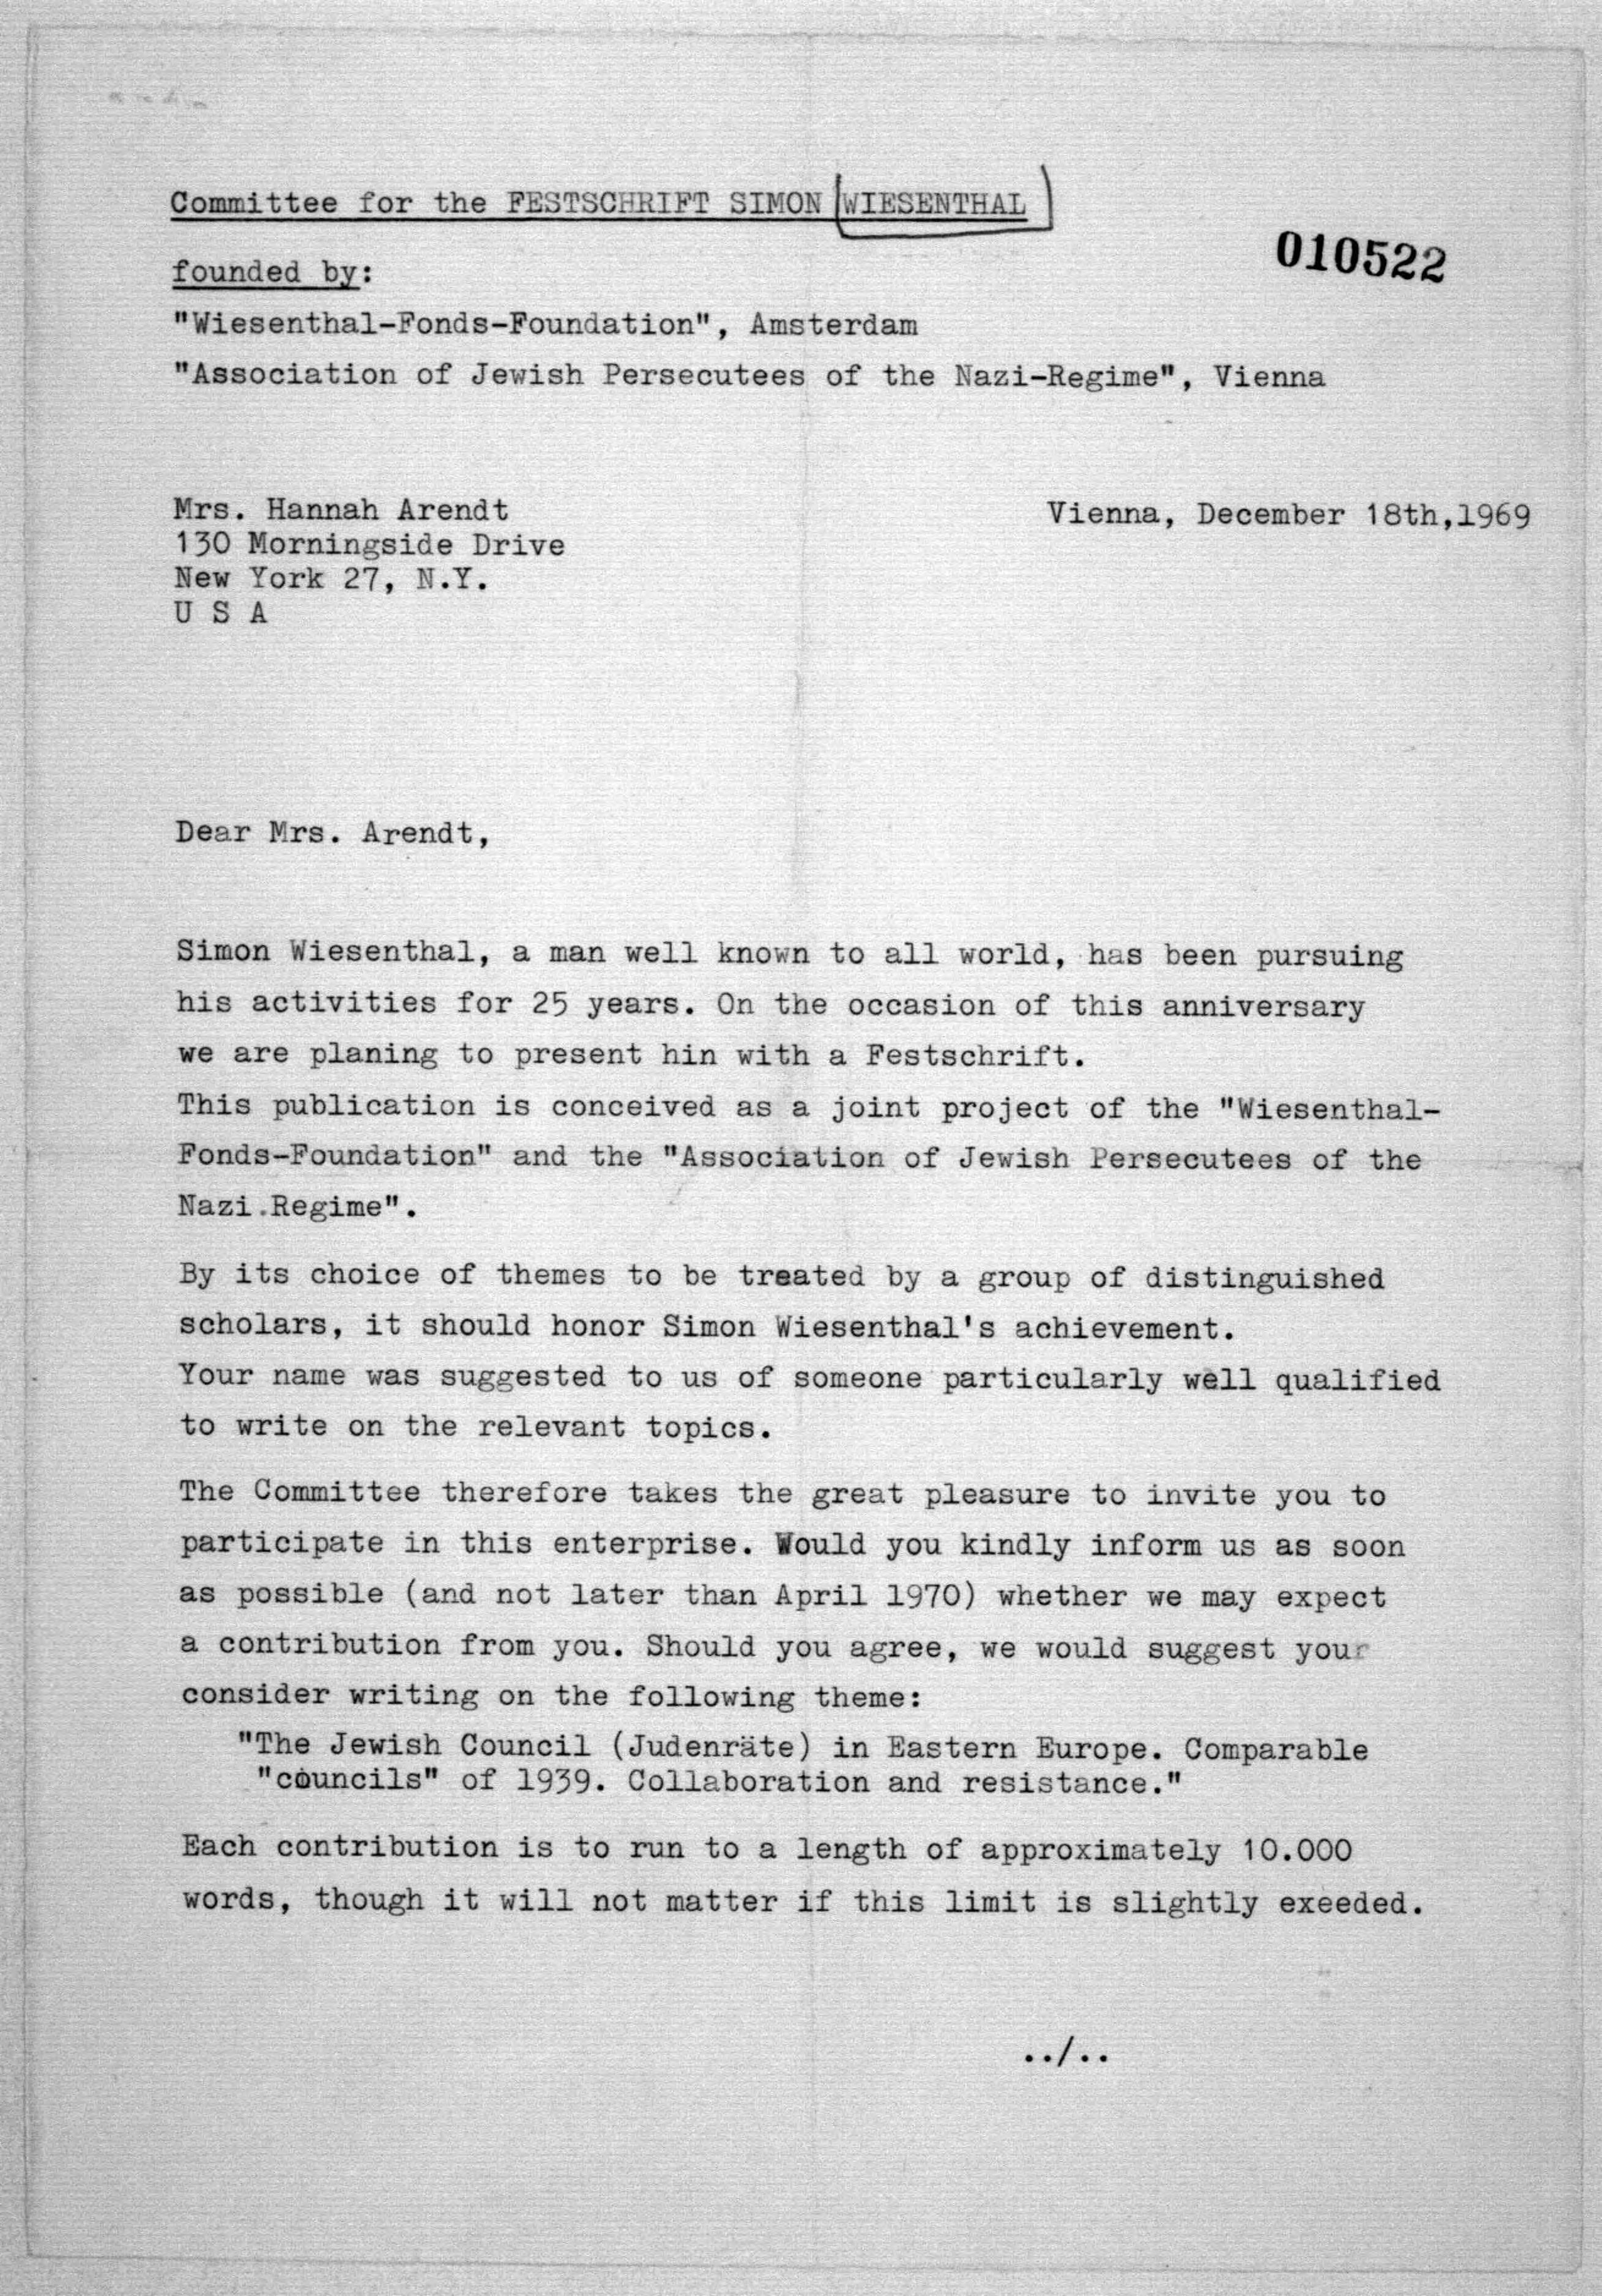 Committee for the FESTSCHRIFT SIMON WIESENTHAL
010522
founded by:
"Wiesenthal-Fonds-Foundation", Amsterdam
"Association of Jewish Persecutees of the Nazi-Regime", Vienna
Mrs. Hannah Arendt
130 Morningside Drive
New York 27, N.Y.
U S A
Vienna, December 18th,1969
Dear Mrs. Arendt,
Simon Wiesenthal, a man well known to all world, has been pursuing
his activities for 25 years. On the occasion of this anniversary
we are planing to present hin with a Festschrift.
This publication is conceived as a joint project of the "Wiesenthal-
Fonds-Foundation" and the "Association of Jewish Persecutees of the
Nazi.Regime".
By its choice of themes to be treated by a group of distinguished
scholars, it should honor Simon Wiesenthal's achievement.
Your name was suggested to us of someone particularly well qualified
to write on the relevant topics.
The Committee therefore takes the great pleasure to invite you to
participate in this enterprise. Would you kindly inform us as soon
as possible (and not later than April 1970) whether we may expect
a contribution from you. Should you agree, we would suggest your
consider writing on the following theme:
"The Jewish Council (Judenräte) in Eastern Europe. Comparable
"councils" of 1939. Collaboration and resistance."
Each contribution is to run to a length of approximately 10.000
words, though it will not matter if this limit is slightly exeeded.
../..